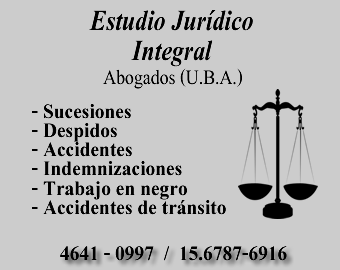 Estudio Jurídico
Integral
Abogados (U.B.A.)
- Sucesiones
- Despidos
- Accidentes
- Indemnizaciones
- Trabajo en negro
- Accidentes de tránsito
4641 - 0997 / 15.6787-6916